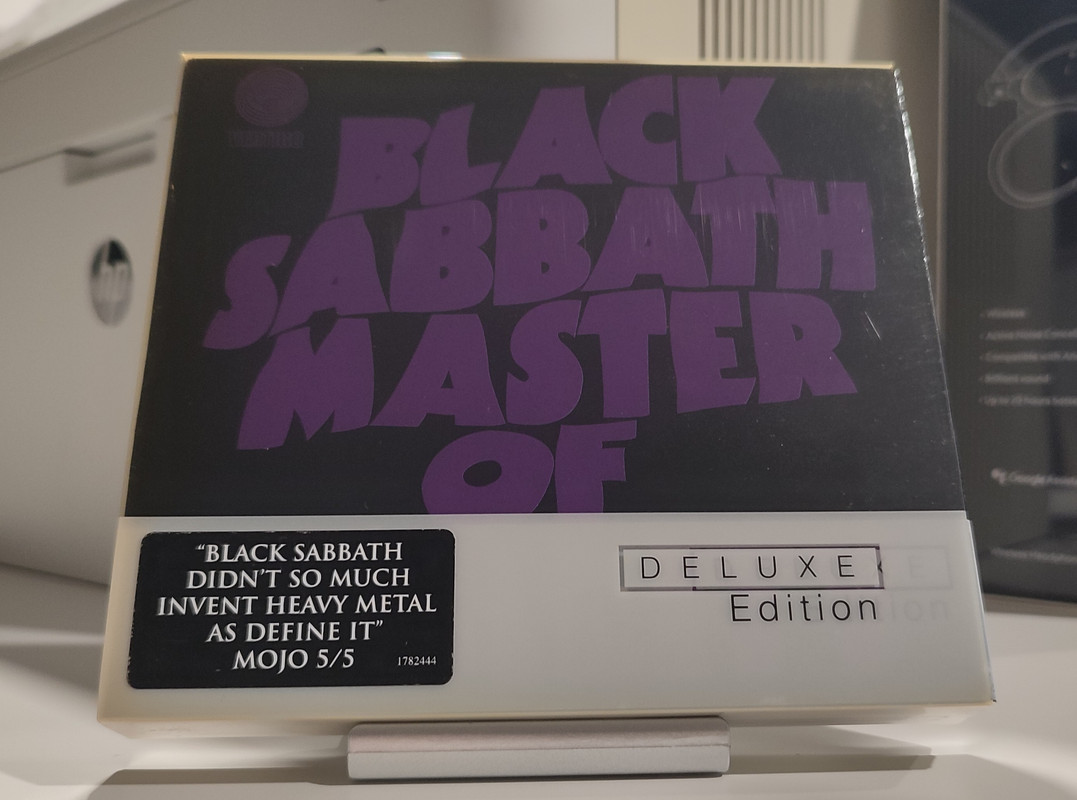 BLACK
SABBATH
MASTER
OF
"BLACK SABBATH
DIDN'T SO MUCH
INVENT HEAVY METAL
AS DEFINE IT"
MOJO 5/5
1782444
DELUXE
Edition
hp